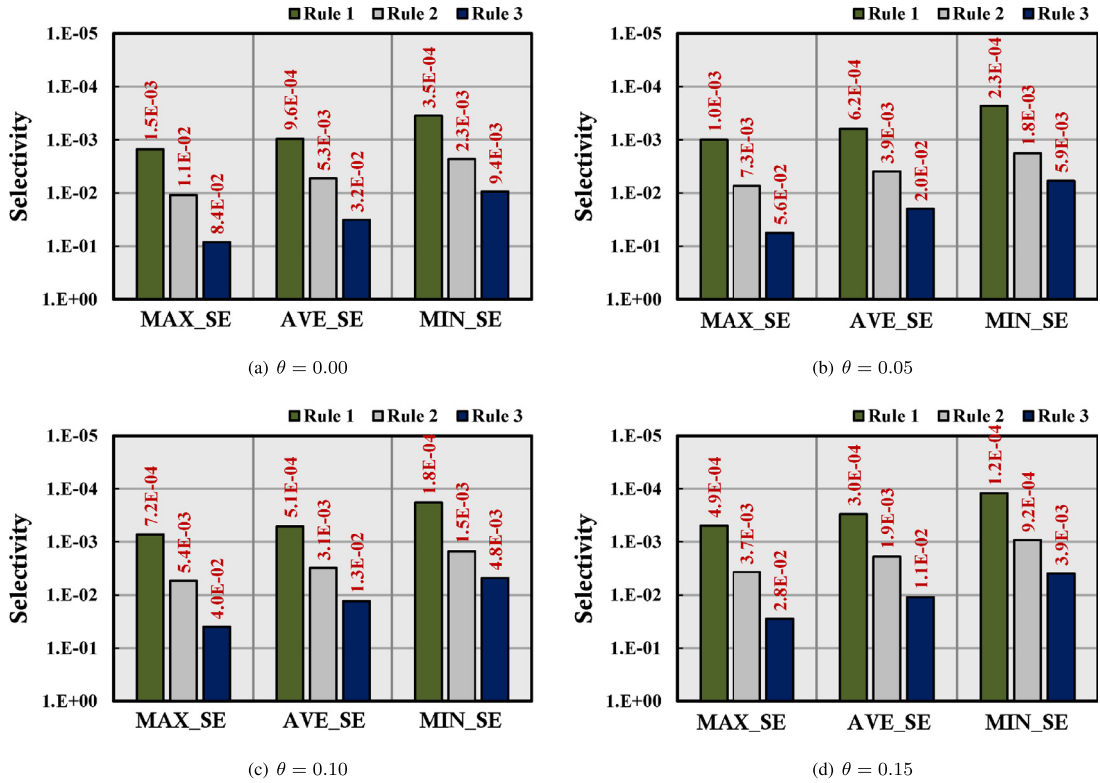 Rule 1 Rule 2 Rule 3
Selectivity
1.E-05
1.E-04
1.E-03
1.E-02
1.E-01
1.E+00
1.5E-03
1.1E-02
8.4E-02
9.6E-04
5.3E-03
3.2E-02
3.5E-04
2.3E-03
9.4E-03
MAX_SE AVE_SE MIN_SE
(a) θ = 0.00
Rule 1 Rule 2 Rule 3
Selectivity
1.E-05
1.E-04
1.E-03
1.E-02
1.E-01
1.E+00
1.0E-03
7.3E-03
5.6E-02
6.2E-04
3.9E-03
2.0E-02
2.3E-04
1.8E-03
5.9E-03
MAX_SE AVE_SE MIN_SE
(b) θ = 0.05
Rule 1 Rule 2 Rule 3
Selectivity
1.E-05
1.E-04
1.E-03
1.E-02
1.E-01
1.E+00
7.2E-04
5.4E-03
4.0E-02
5.1E-04
3.1E-03
1.3E-02
1.8E-04
1.5E-03
4.8E-03
MAX_SE AVE_SE MIN_SE
(c) θ = 0.10
Rule 1 Rule 2 Rule 3
Selectivity
1.E-05
1.E-04
1.E-03
1.E-02
1.E-01
1.E+00
4.9E-04
3.7E-03
2.8E-02
3.0E-04
1.9E-03
1.1E-02
1.2E-04
9.2E-04
3.9E-03
MAX_SE AVE_SE MIN_SE
(d) θ = 0.15